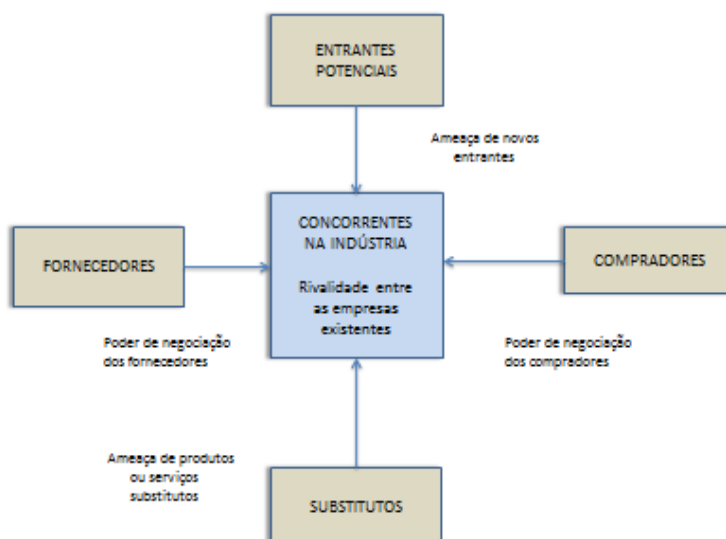 ENTRANTES
POTENCIAIS
Ameaça de novos
entrantes
CONCORRENTES
NA INDÚSTRIA
Rivalidade entre
as empresas
existentes
FORNECEDORES
COMPRADORES
Poder de negociação
dos fornecedores
Poder de negociação
dos compradores
Ameaça de produtos
ou serviços
substitutos
SUBSTITUTOS